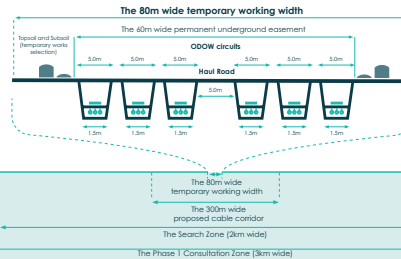 The 80m wide temporary working width
The 60m wide permanent underground easement
Topsoil and Subsoil
(temporary works
selection)
ODOW circuits
5.0m 5.0m 5.0m 5.0m 5.0m 5.0m
Haul Road
5.0m
1.5m 1.5m 1.5m 1.5m 1.5m 1.5m
The 80m wide
temporary working width
The 300m wide
proposed cable corridor
The Search Zone (2km wide)
The Phase 1 Consultation Zone (3km wide)